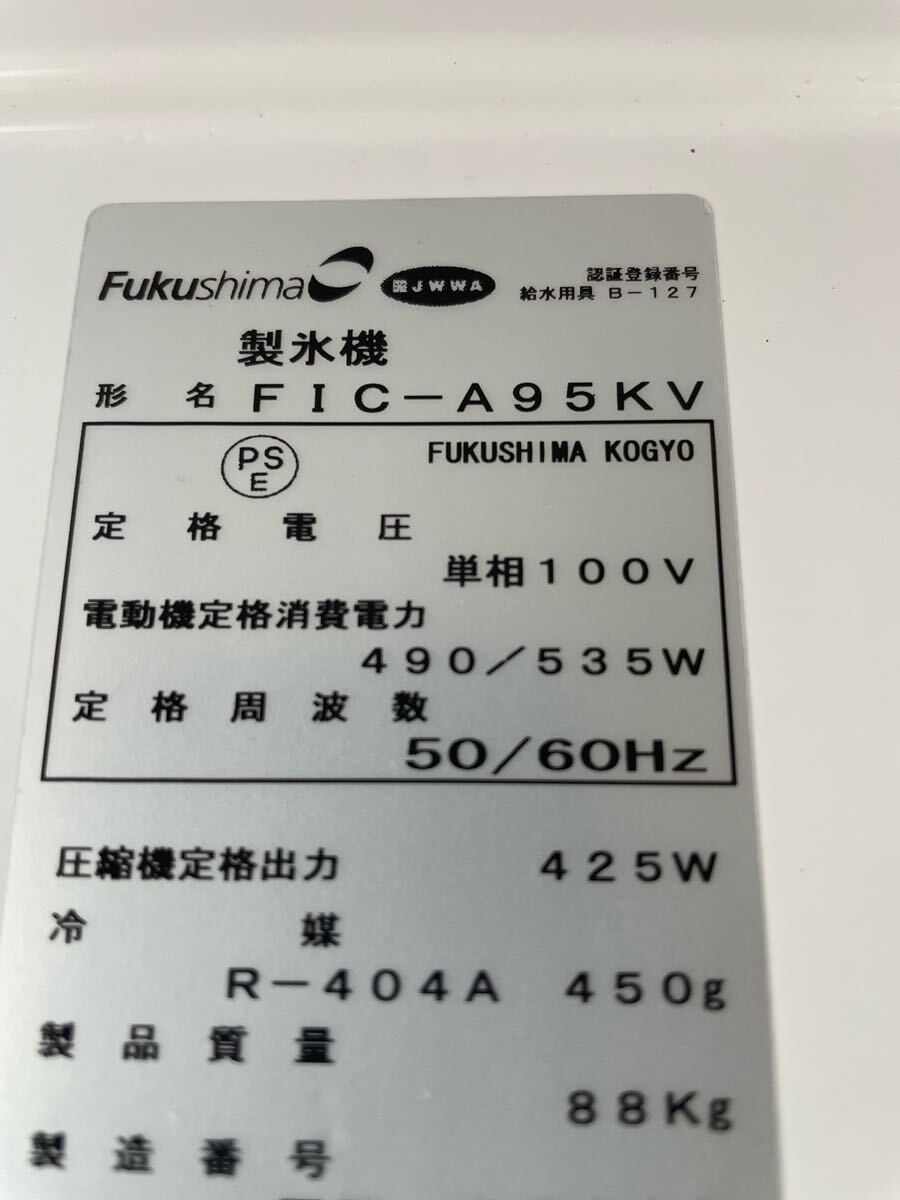 Fukushima JWWA 認証登録番号
給水用具 B－127
製氷機
形名 FIC－A95KV
PS
E
FUKUSHIMA KOGYO
定格電圧
単相100V
電動機定格消費電力
490／535W
定格周波数
50／60Hz
圧縮機定格出力 425W
冷媒
R－404A 450g
製品質量
88Kg
製造番号